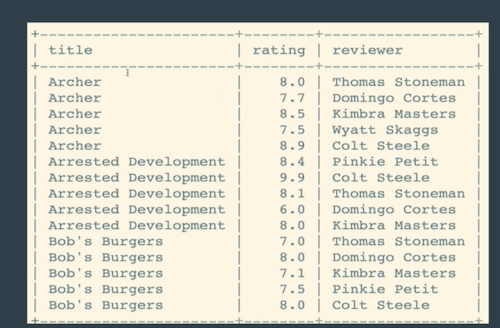 +----------------------+--------+-----------------+
| title | rating | reviewer |
+----------------------+--------+-----------------+
| Archer | 8.0 | Thomas Stoneman |
| Archer | 7.7 | Domingo Cortes |
| Archer | 8.5 | Kimbra Masters |
| Archer | 7.5 | Wyatt Skaggs |
| Archer | 8.9 | Colt Steele |
| Arrested Development | 8.4 | Pinkie Petit |
| Arrested Development | 9.9 | Colt Steele |
| Arrested Development | 8.1 | Thomas Stoneman |
| Arrested Development | 6.0 | Domingo Cortes |
| Arrested Development | 8.0 | Kimbra Masters |
| Bob's Burgers | 7.0 | Thomas Stoneman |
| Bob's Burgers | 8.0 | Domingo Cortes |
| Bob's Burgers | 7.1 | Kimbra Masters |
| Bob's Burgers | 7.5 | Pinkie Petit |
| Bob's Burgers | 8.0 | Colt Steele |
+----------------------+--------+-----------------+